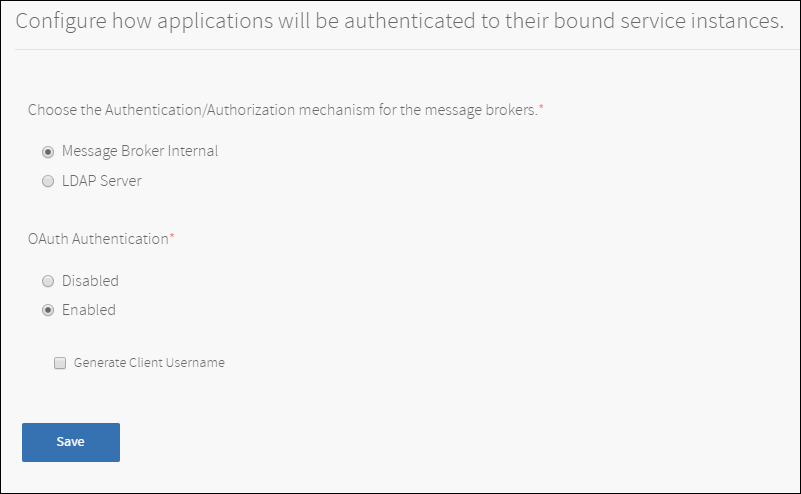 Configure how applications will be authenticated to their bound service instances.
Choose the Authentication/Authorization mechanism for the message brokers.*
Message Broker Internal
LDAP Server
OAuth Authentication*
Disabled
Enabled
Generate Client Username
Save